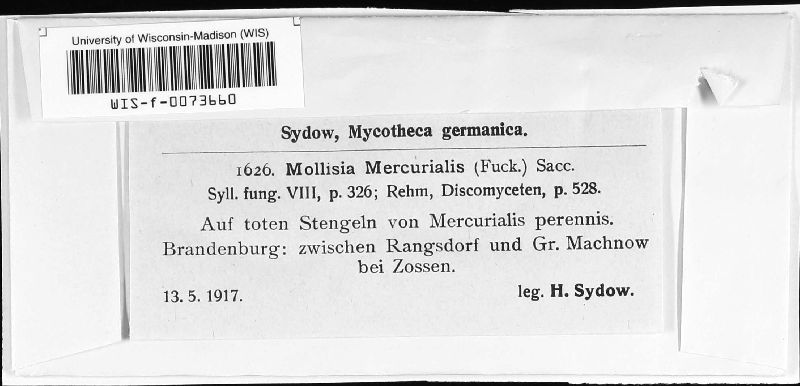 University of Wisconsin-Madison (WIS)
WIS-f-0073660
Sydow, Mycotheca germanica.
1626. Mollisia Mercurialis (Fuck.) Sacc.
Syll. fung. VIII, p. 326; Rehm, Discomyceten, p. 528.
Auf toten Stengeln von Mercurialis perennis.
Brandenburg: zwischen Rangsdorf und Gr. Machnow
bei Zossen.
13. 5. 1917. leg. H. Sydow.